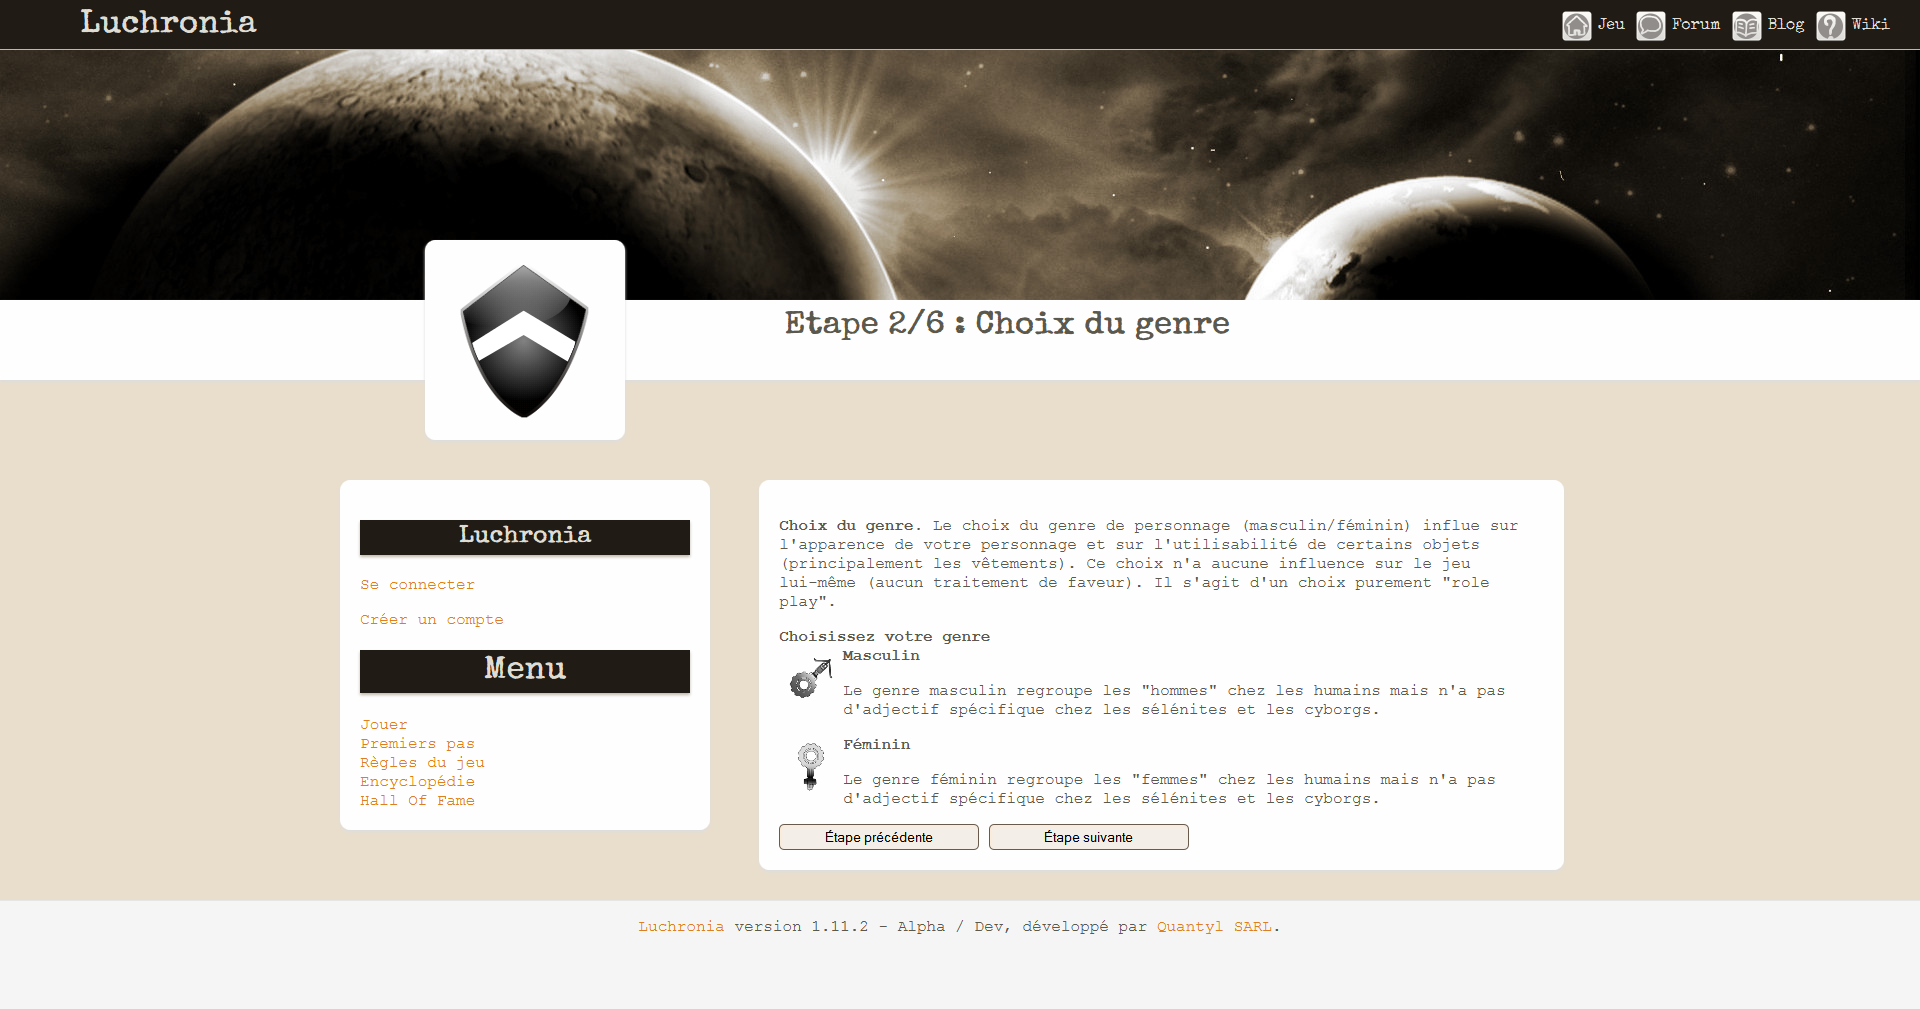 Luchronia
Jeu Forum Blog Wiki
Etape 2/6 : Choix du genre
Luchronia
Se connecter
Créer un compte
Menu
Jouer
Premiers pas
Règles du jeu
Encyclopédie
Hall Of Fame
Choix du genre. Le choix du genre de personnage (masculin/féminin) influe sur
l'apparence de votre personnage et sur l'utilisabilité de certains objets
(principalement les vêtements). Ce choix n'a aucune influence sur le jeu
lui-même (aucun traitement de faveur). Il s'agit d'un choix purement "role
play".
Choisissez votre genre
Masculin
Le genre masculin regroupe les "hommes" chez les humains mais n'a pas
d'adjectif spécifique chez les sélénites et les cyborgs.
Féminin
Le genre féminin regroupe les "femmes" chez les humains mais n'a pas
d'adjectif spécifique chez les sélénites et les cyborgs.
Étape précédente Étape suivante
Luchronia version 1.11.2 - Alpha / Dev, développé par Quantyl SARL.